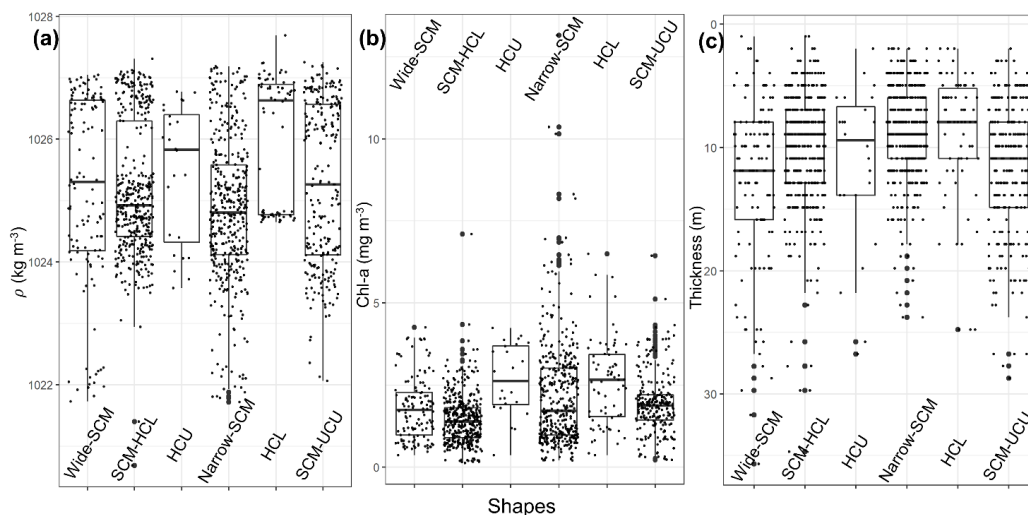 (a)
1028
1026
1024
1022
ρ (kg m⁻³)
Wide-SCM
SCM-HCL
HCU
Narrow-SCM
HCL
SCM-UCU
(b)
Wide-SCM
SCM-HCL
HCU
Narrow-SCM
HCL
SCM-UCU
10
5
0
Chl-a (mg m⁻³)
Shapes
(c)
0
10
20
30
Thickness (m)
Wide-SCM
SCM-HCL
HCU
Narrow-SCM
HCL
SCM-UCU